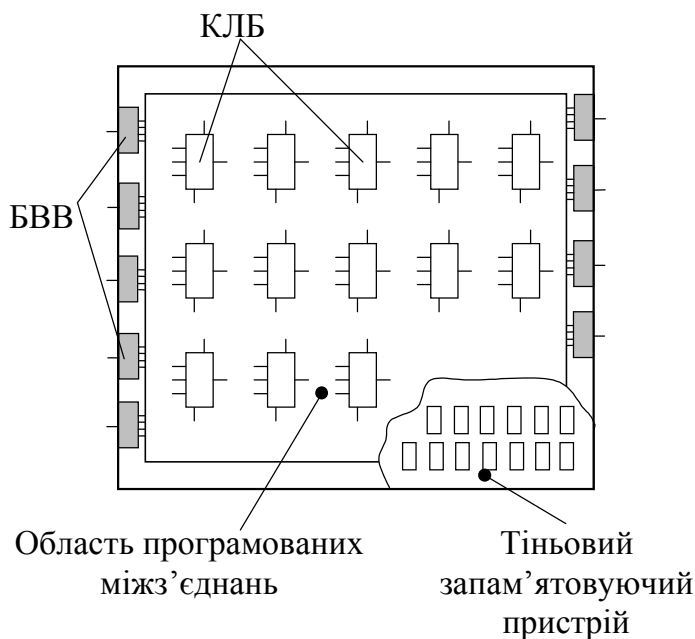 КЛБ
БВВ
Область програмованих
міжз’єднань
Тіньовий
запам’ятовуючий
пристрій